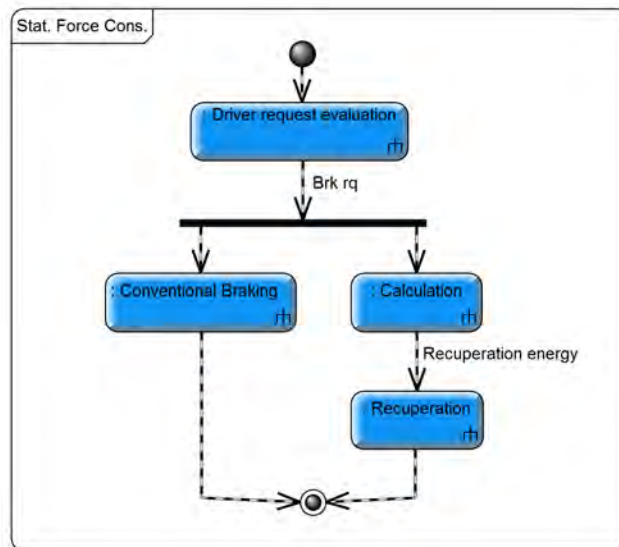 Stat. Force Cons.
Driver request evaluation
Brk rq
: Conventional Braking
: Calculation
Recuperation energy
Recuperation